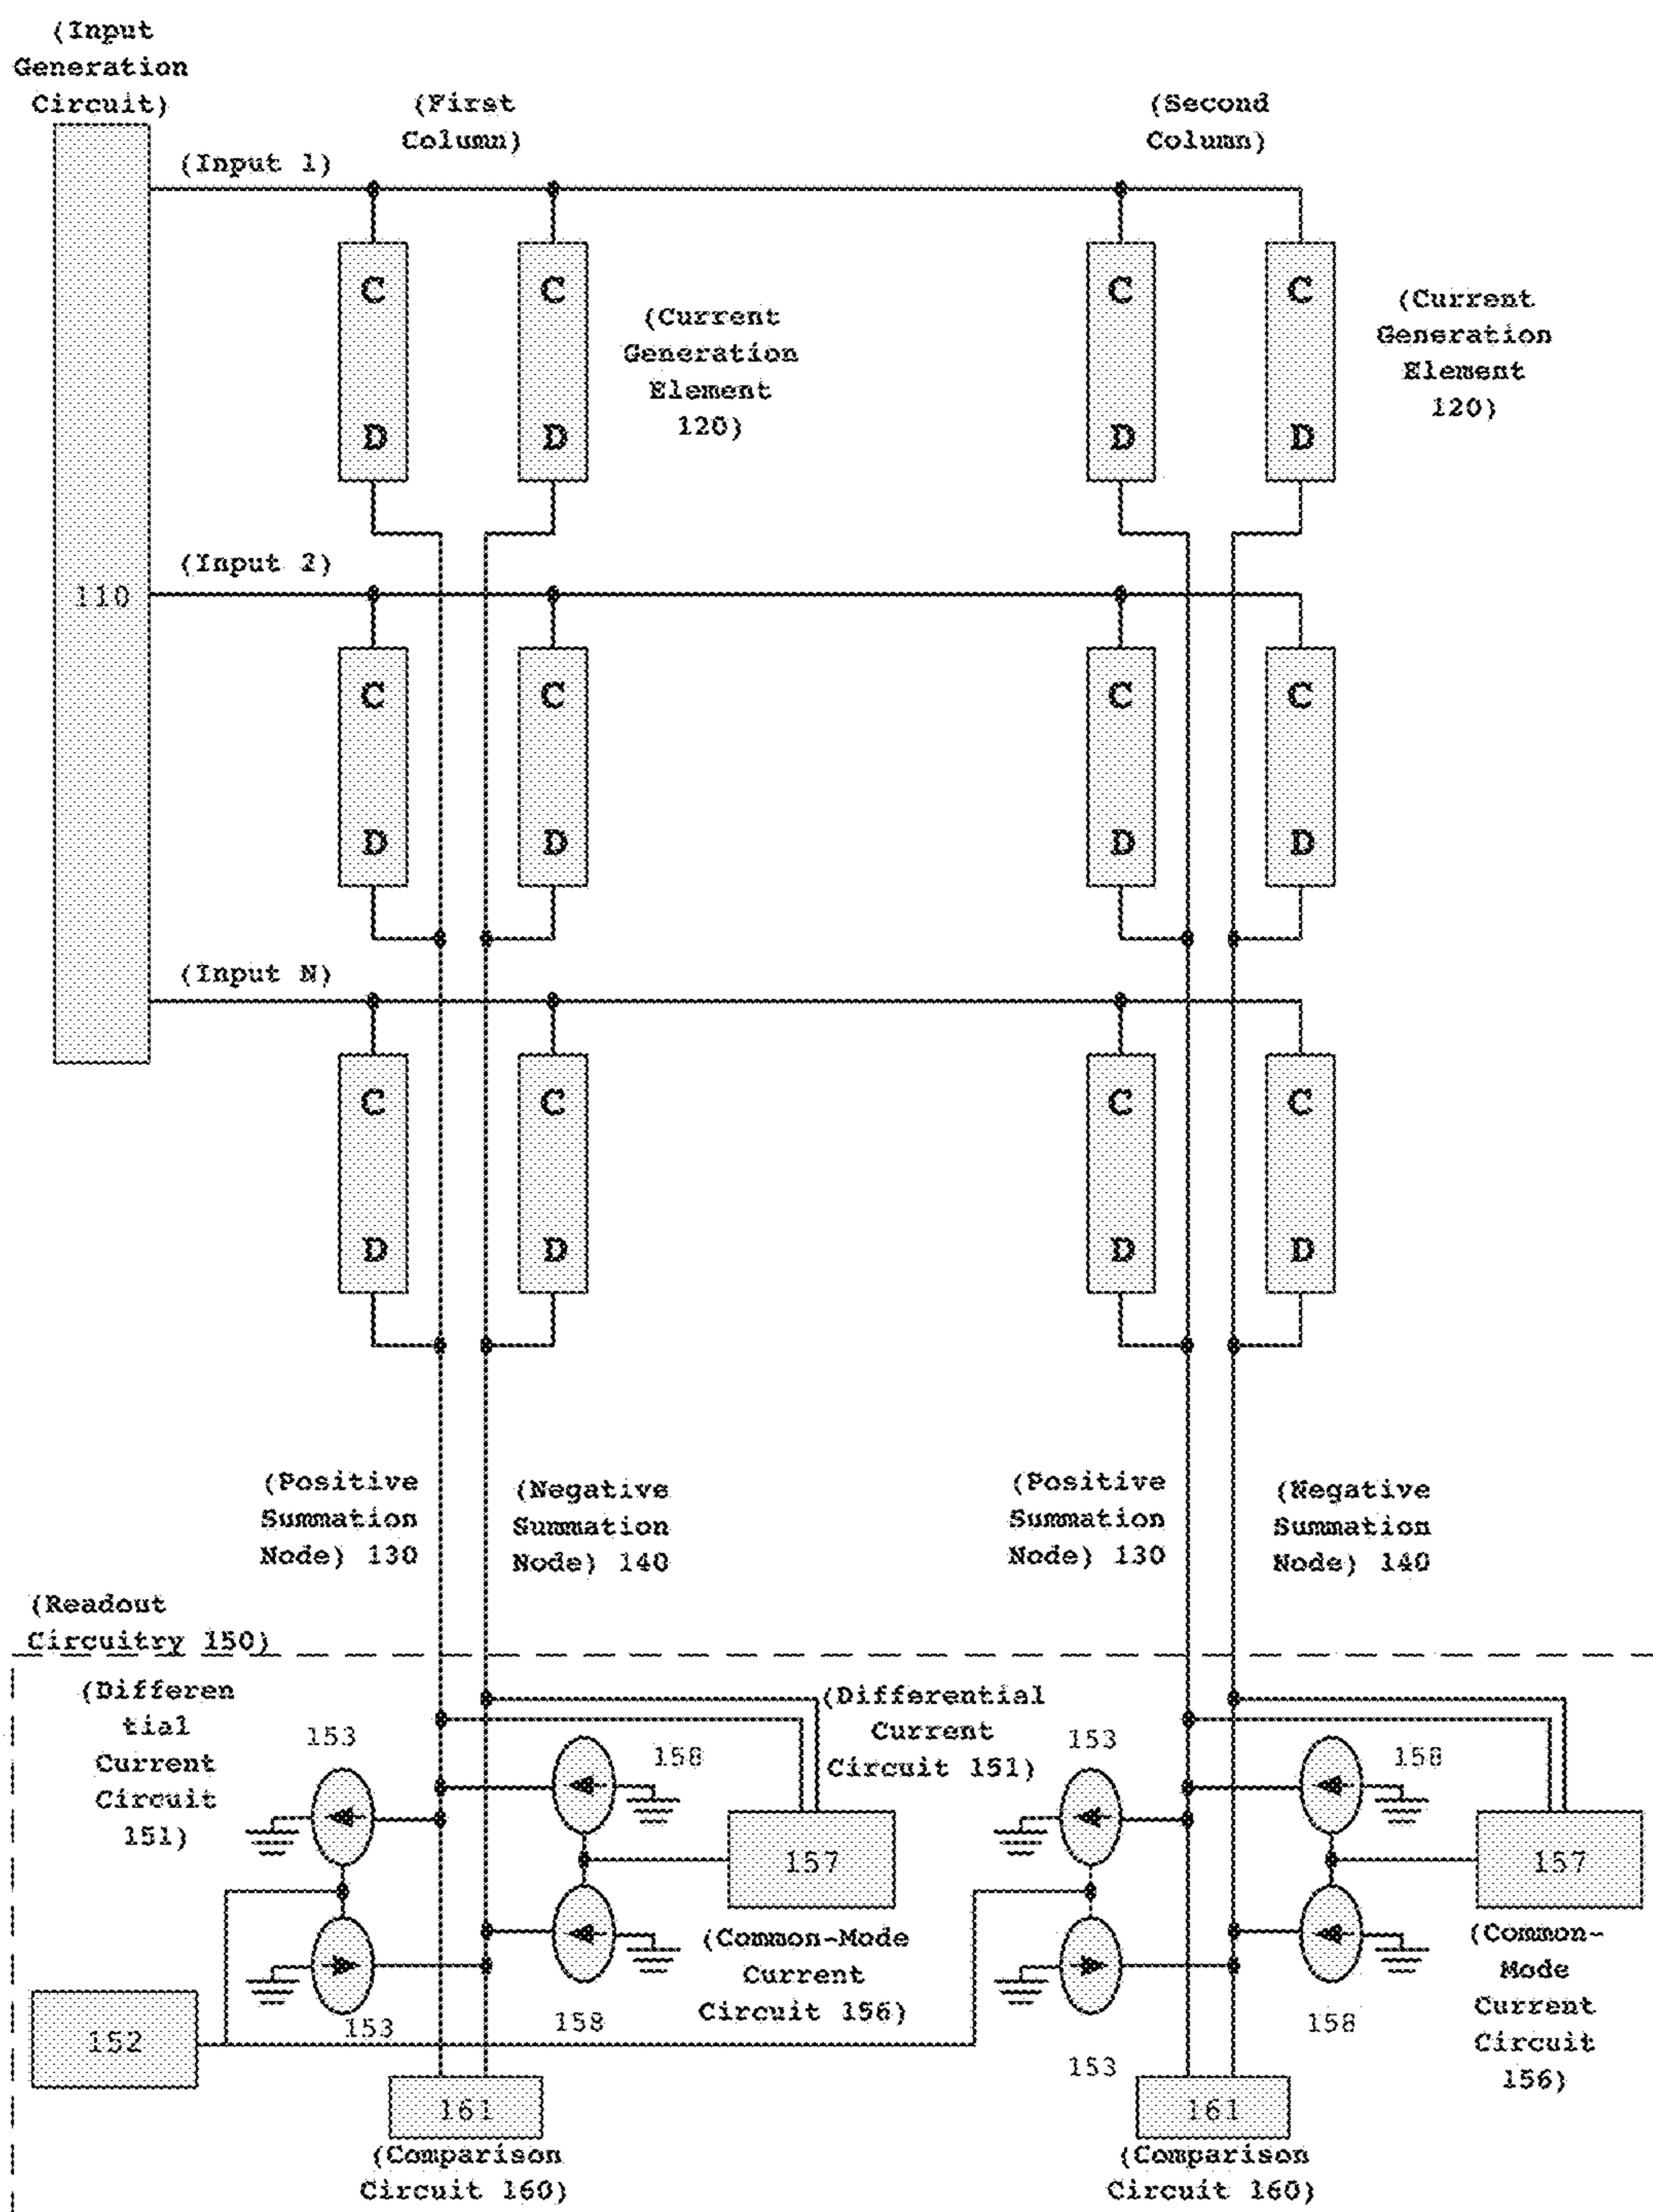 (Input
Generation
Circuit)
(First
Column)
(Second
Column)
(Input 1)
C
C
C
C
(Current
Generation
Element
120)
(Current
Generation
Element
120)
D
D
D
D
(Input 2)
110
C
C
C
C
D
D
D
D
(Input N)
C
C
C
C
D
D
D
D
(Positive
Summation
Node) 130
(Negative
Summation
Node) 140
(Positive
Summation
Node) 130
(Negative
Summation
Node) 140
(Readout
Circuitry 150)
(Differen
tial
Current
Circuit
151)
153
158
(Differential
Current
Circuit 151)
153
158
157
157
(Common-Mode
Current
Circuit 156)
(Common-
Mode
Current
Circuit
156)
152
153
158
153
158
161
161
(Comparison
Circuit 160)
(Comparison
Circuit 160)